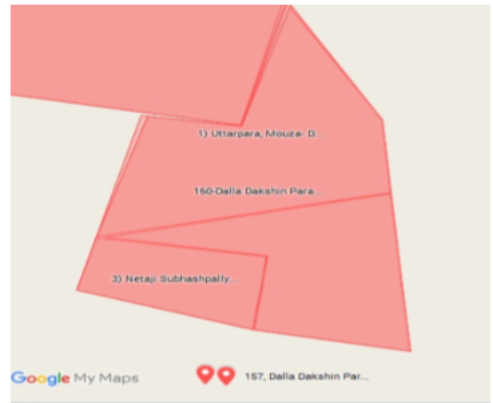 1) Uttarpara, Mouza- D...
160-Dalla Dakshin Para...
3) Netaji Subhashpally...
Google My Maps
157, Dalla Dakshin Par...